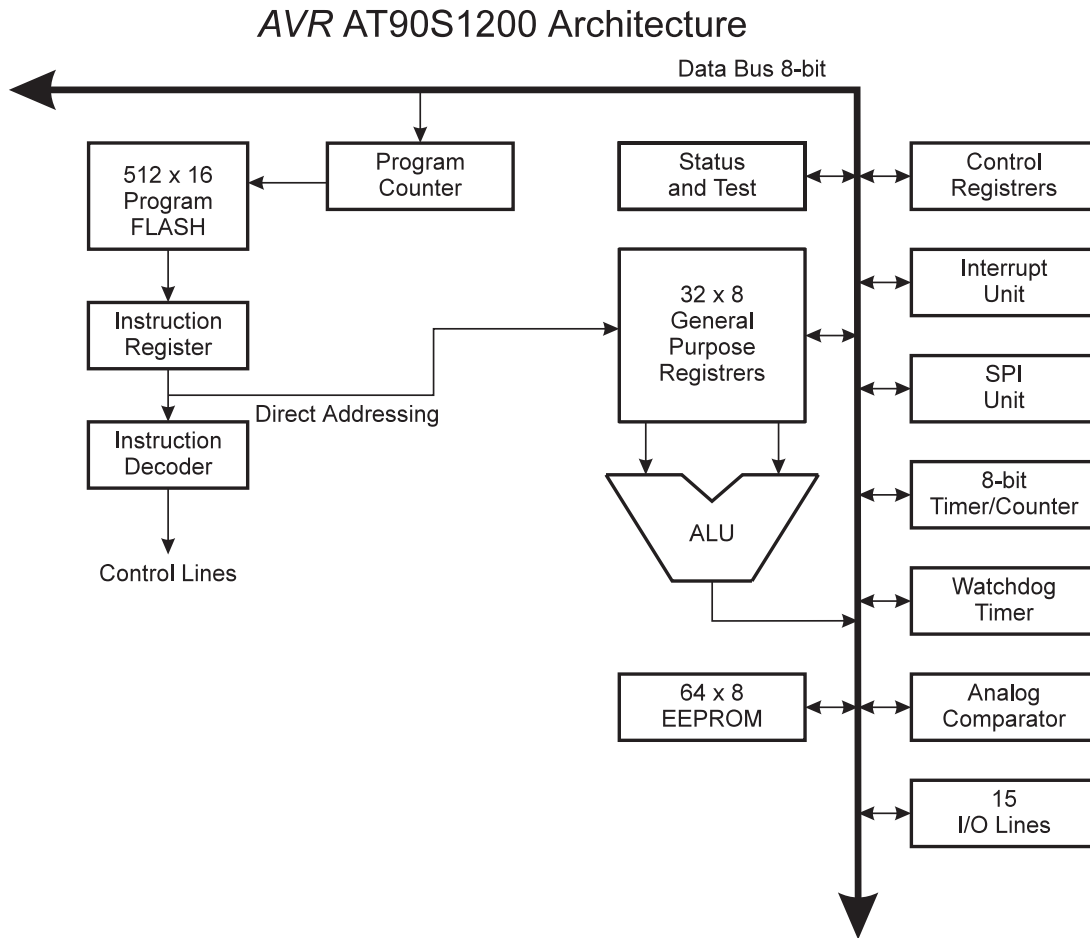 AVR AT90S1200 Architecture
Data Bus 8-bit
512 x 16
Program
FLASH
Program
Counter
Status
and Test
Control
Registrers
Instruction
Register
32 x 8
General
Purpose
Registrers
Interrupt
Unit
Direct Addressing
SPI
Unit
Instruction
Decoder
ALU
8-bit
Timer/Counter
Control Lines
Watchdog
Timer
64 x 8
EEPROM
Analog
Comparator
15
I/O Lines